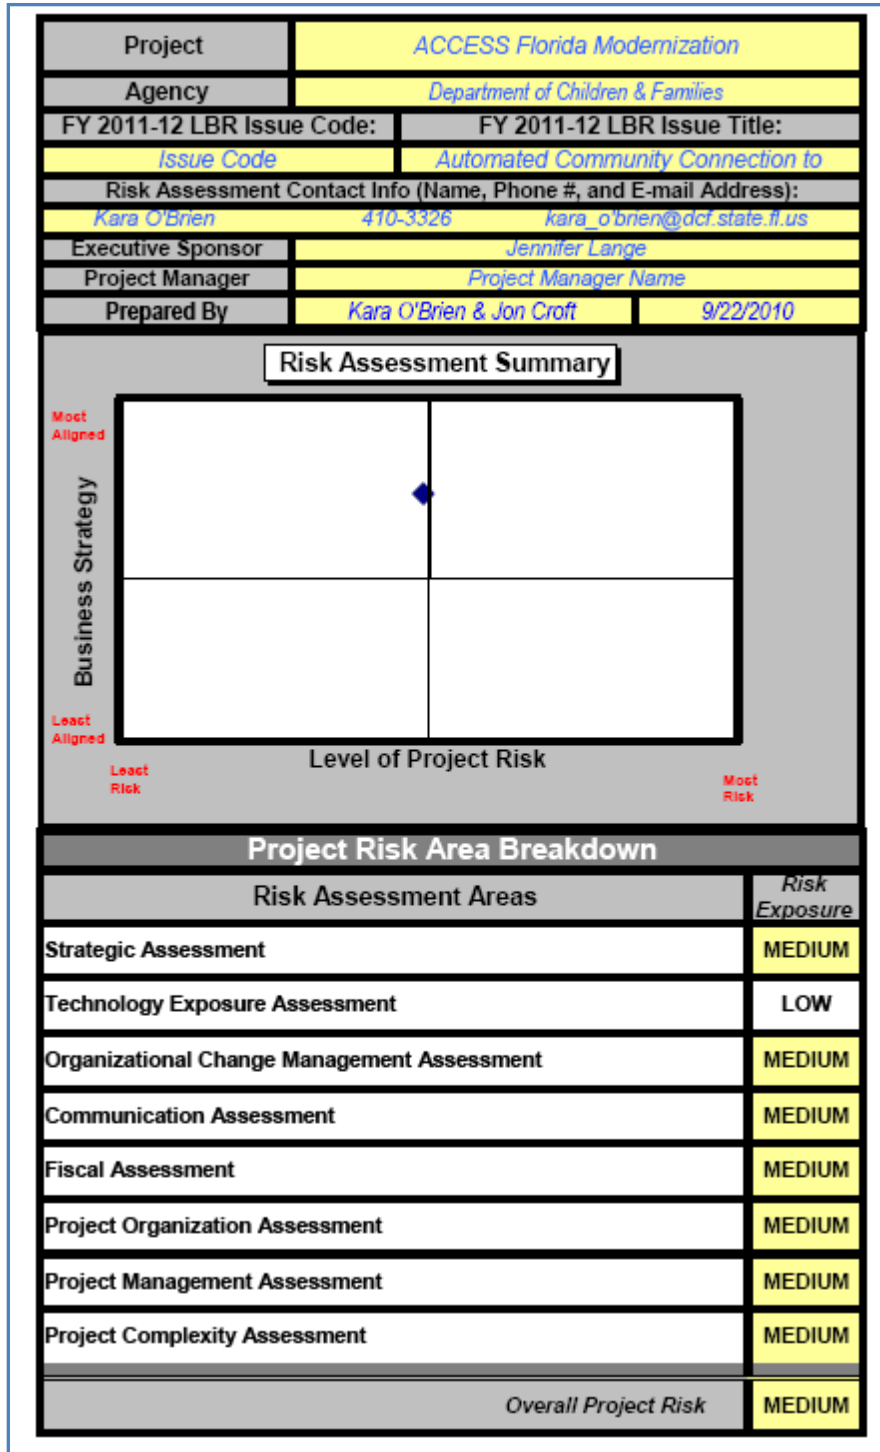 Project ACCESS Florida Modernization
Agency Department of Children & Families
FY 2011-12 LBR Issue Code: FY 2011-12 LBR Issue Title:
Issue Code Automated Community Connection to
Risk Assessment Contact Info (Name, Phone #, and E-mail Address):
Kara O'Brien 410-3326 kara_o'brien@dcf.state.fl.us
Executive Sponsor Jennifer Lange
Project Manager Project Manager Name
Prepared By Kara O'Brien & Jon Croft 9/22/2010
Risk Assessment Summary
Most
Aligned
Business Strategy
Least
Aligned
Level of Project Risk
Least
Risk
Most
Risk
Project Risk Area Breakdown
Risk Assessment Areas Risk
Exposure
Strategic Assessment MEDIUM
Technology Exposure Assessment LOW
Organizational Change Management Assessment MEDIUM
Communication Assessment MEDIUM
Fiscal Assessment MEDIUM
Project Organization Assessment MEDIUM
Project Management Assessment MEDIUM
Project Complexity Assessment MEDIUM
Overall Project Risk MEDIUM